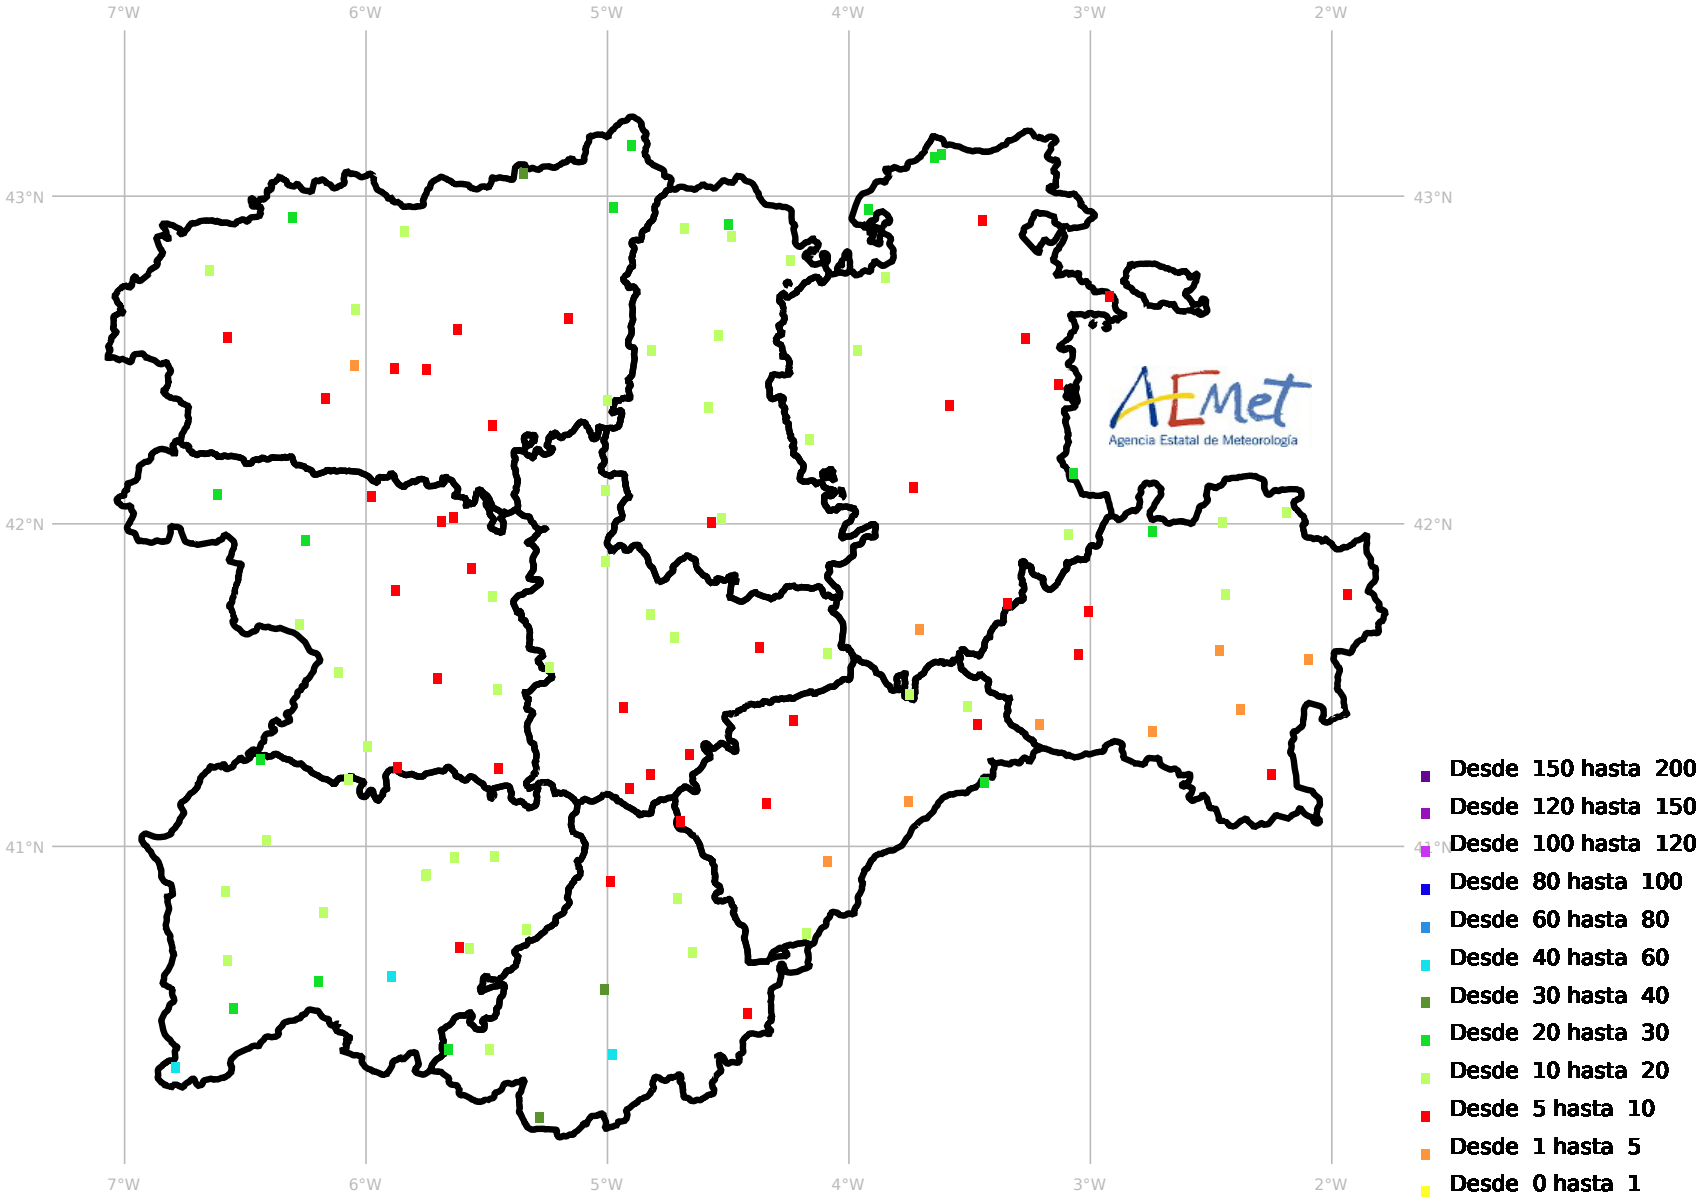 7°W 6°W 5°W 4°W 3°W 2°W
43°N 43°N
AEMet
Agencia Estatal de Meteorología
42°N 42°N
41°N 41°N
Desde 150 hasta 200
Desde 120 hasta 150
Desde 100 hasta 120
Desde 80 hasta 100
Desde 60 hasta 80
Desde 40 hasta 60
Desde 30 hasta 40
Desde 20 hasta 30
Desde 10 hasta 20
Desde 5 hasta 10
Desde 1 hasta 5
Desde 0 hasta 1
7°W 6°W 5°W 4°W 3°W 2°W